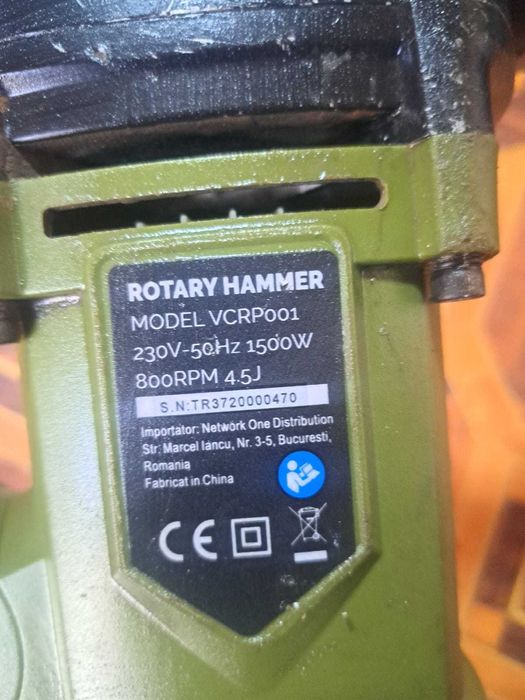 ROTARY HAMMER
MODEL VCRP001
230V-50Hz 1500W
800RPM 4.5J
S.N:TR3720000470
Importator: Network One Distribution
Str. Marcel Iancu, Nr. 3-5, Bucuresti,
Romania
Fabricat in China
CE